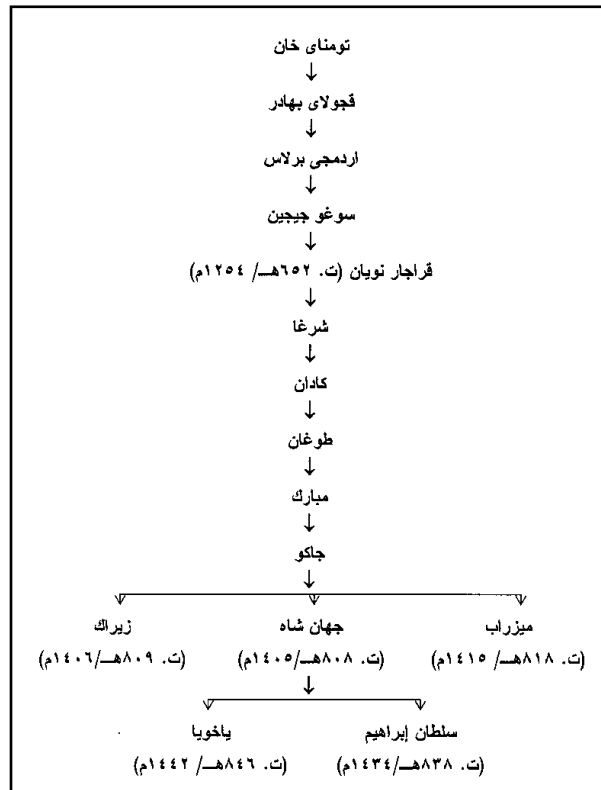 تومناى خان
↓
قجولاى بهادر
↓
اردمجى برلاس
↓
سوغو جيجين
↓
قراجار نويان (ت. ٦٥٢هـ/ ١٢٥٤م)
↓
شرغا
↓
كادان
↓
طوغان
↓
مبارك
↓
جاكو
↓
ميزراب جهان شاه زيراك
(ت. ٨١٨هـ/ ١٤١٥م) (ت. ٨٠٨هـ/١٤٠٥م) (ت. ٨٠٩هـ/١٤٠٦م)
↓
سلطان إبراهيم ياخويا
(ت. ٨٣٨هـ/١٤٣٤م) (ت. ٨٤٦هـ/ ١٤٤٢م)